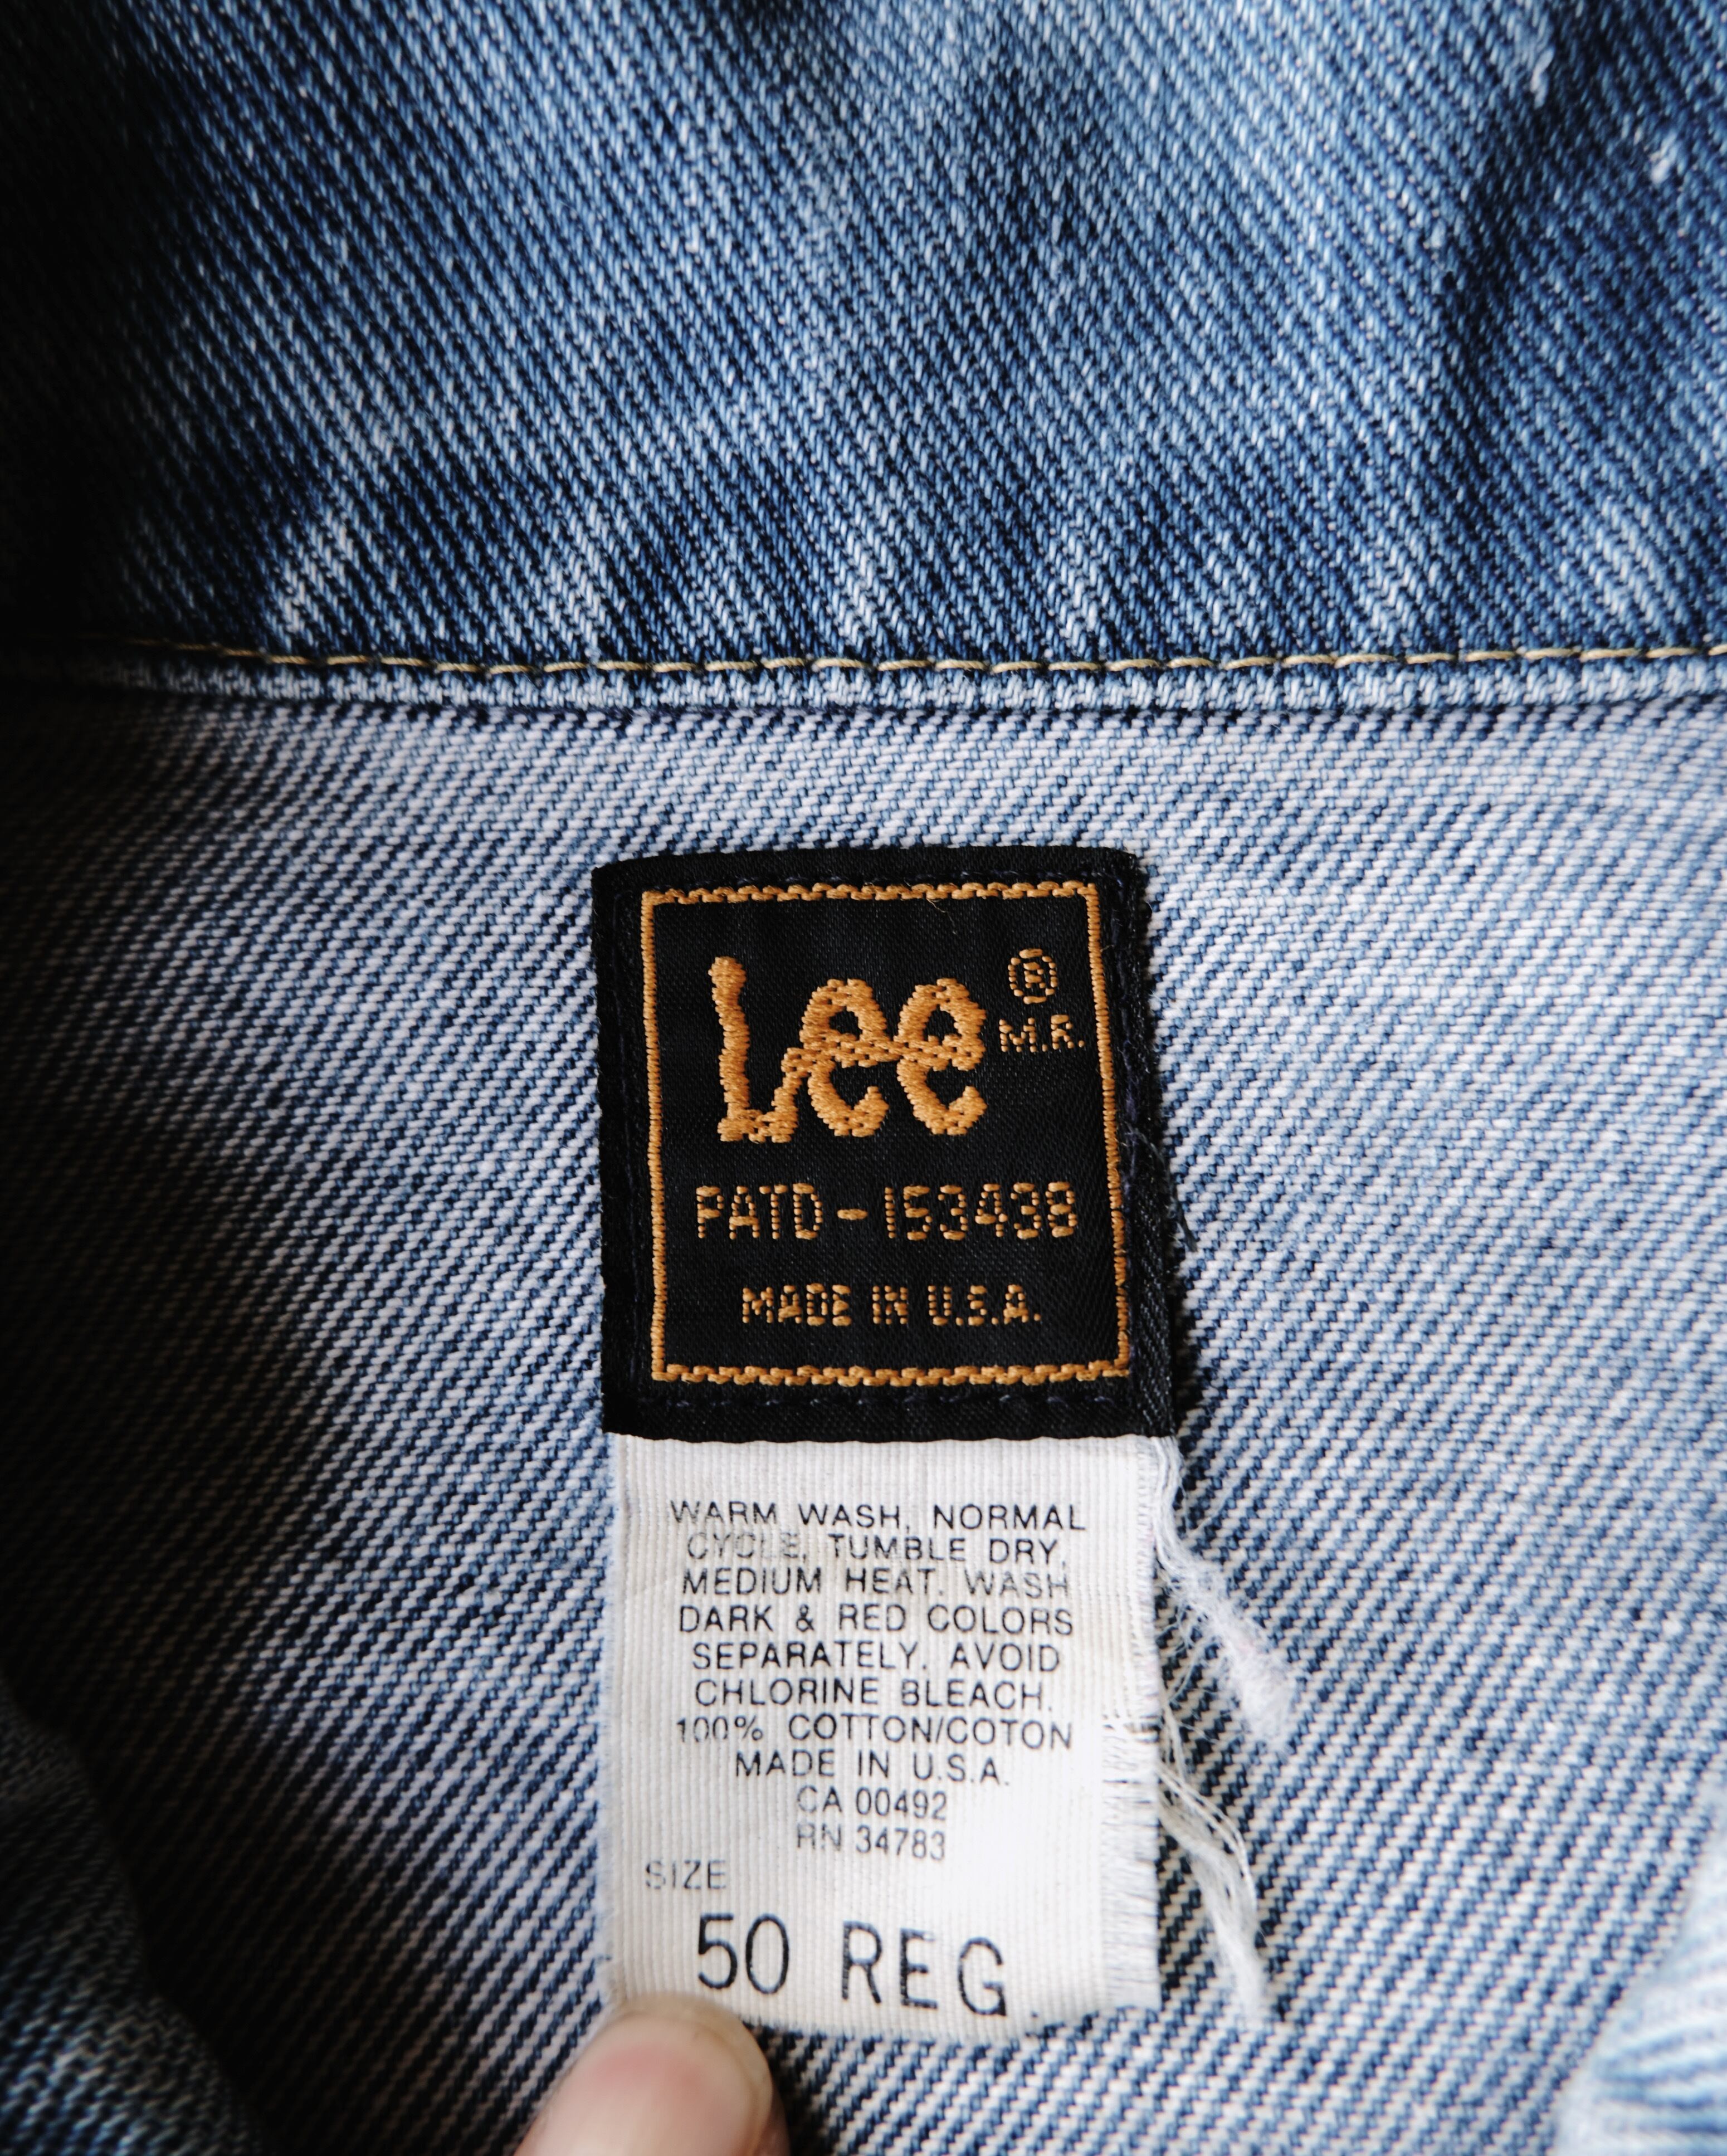 Lee ®
M.R.
PATD-153438
MADE IN U.S.A.
WARM WASH, NORMAL
CYCLE, TUMBLE DRY,
MEDIUM HEAT. WASH
DARK & RED COLORS
SEPARATELY. AVOID
CHLORINE BLEACH.
100% COTTON/COTON
MADE IN U.S.A.
CA 00492
RN 34783
SIZE
50 REG.